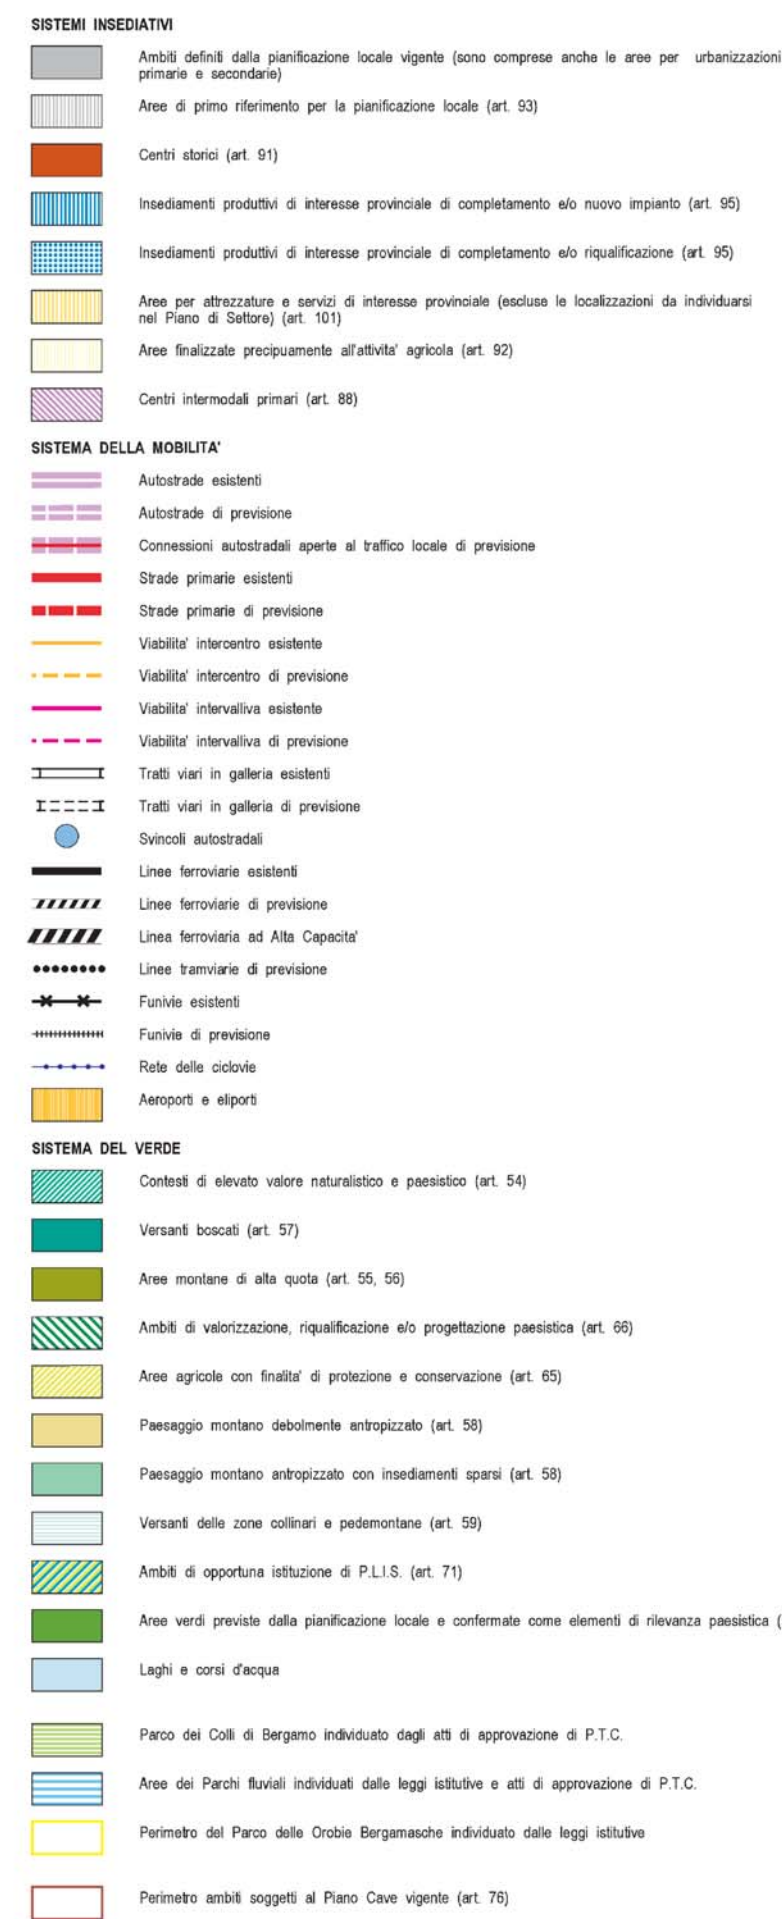 SISTEMI INSEDIATIVI
Ambiti definiti dalla pianificazione locale vigente (sono comprese anche le aree per urbanizzazioni
primarie e secondarie)
Aree di primo riferimento per la pianificazione locale (art. 93)
Centri storici (art. 91)
Insediamenti produttivi di interesse provinciale di completamento e/o nuovo impianto (art. 95)
Insediamenti produttivi di interesse provinciale di completamento e/o riqualificazione (art. 95)
Aree per attrezzature e servizi di interesse provinciale (escluse le localizzazioni da individuarsi
nel Piano di Settore) (art. 101)
Aree finalizzate precipuamente all'attivita' agricola (art. 92)
Centri intermodali primari (art. 88)
SISTEMA DELLA MOBILITA'
Autostrade esistenti
Autostrade di previsione
Connessioni autostradali aperte al traffico locale di previsione
Strade primarie esistenti
Strade primarie di previsione
Viabilita' intercentro esistente
Viabilita' intercentro di previsione
Viabilita' intervalliva esistente
Viabilita' intervalliva di previsione
Tratti viari in galleria esistenti
Tratti viari in galleria di previsione
Svincoli autostradali
Linee ferroviarie esistenti
Linee ferroviarie di previsione
Linea ferroviaria ad Alta Capacita'
Linee tramviarie di previsione
Funivie esistenti
Funivie di previsione
Rete delle ciclovie
Aeroporti e eliporti
SISTEMA DEL VERDE
Contesti di elevato valore naturalistico e paesistico (art. 54)
Versanti boscati (art. 57)
Aree montane di alta quota (art. 55, 56)
Ambiti di valorizzazione, riqualificazione e/o progettazione paesistica (art. 66)
Aree agricole con finalita' di protezione e conservazione (art. 65)
Paesaggio montano debolmente antropizzato (art. 58)
Paesaggio montano antropizzato con insediamenti sparsi (art. 58)
Versanti delle zone collinari e pedemontane (art. 59)
Ambiti di opportuna istituzione di P.L.I.S. (art. 71)
Aree verdi previste dalla pianificazione locale e confermate come elementi di rilevanza paesistica (
Laghi e corsi d'acqua
Parco dei Colli di Bergamo individuato dagli atti di approvazione di P.T.C.
Aree dei Parchi fluviali individuati dalle leggi istitutive e atti di approvazione di P.T.C.
Perimetro del Parco delle Orobie Bergamasche individuato dalle leggi istitutive
Perimetro ambiti soggetti al Piano Cave vigente (art. 76)